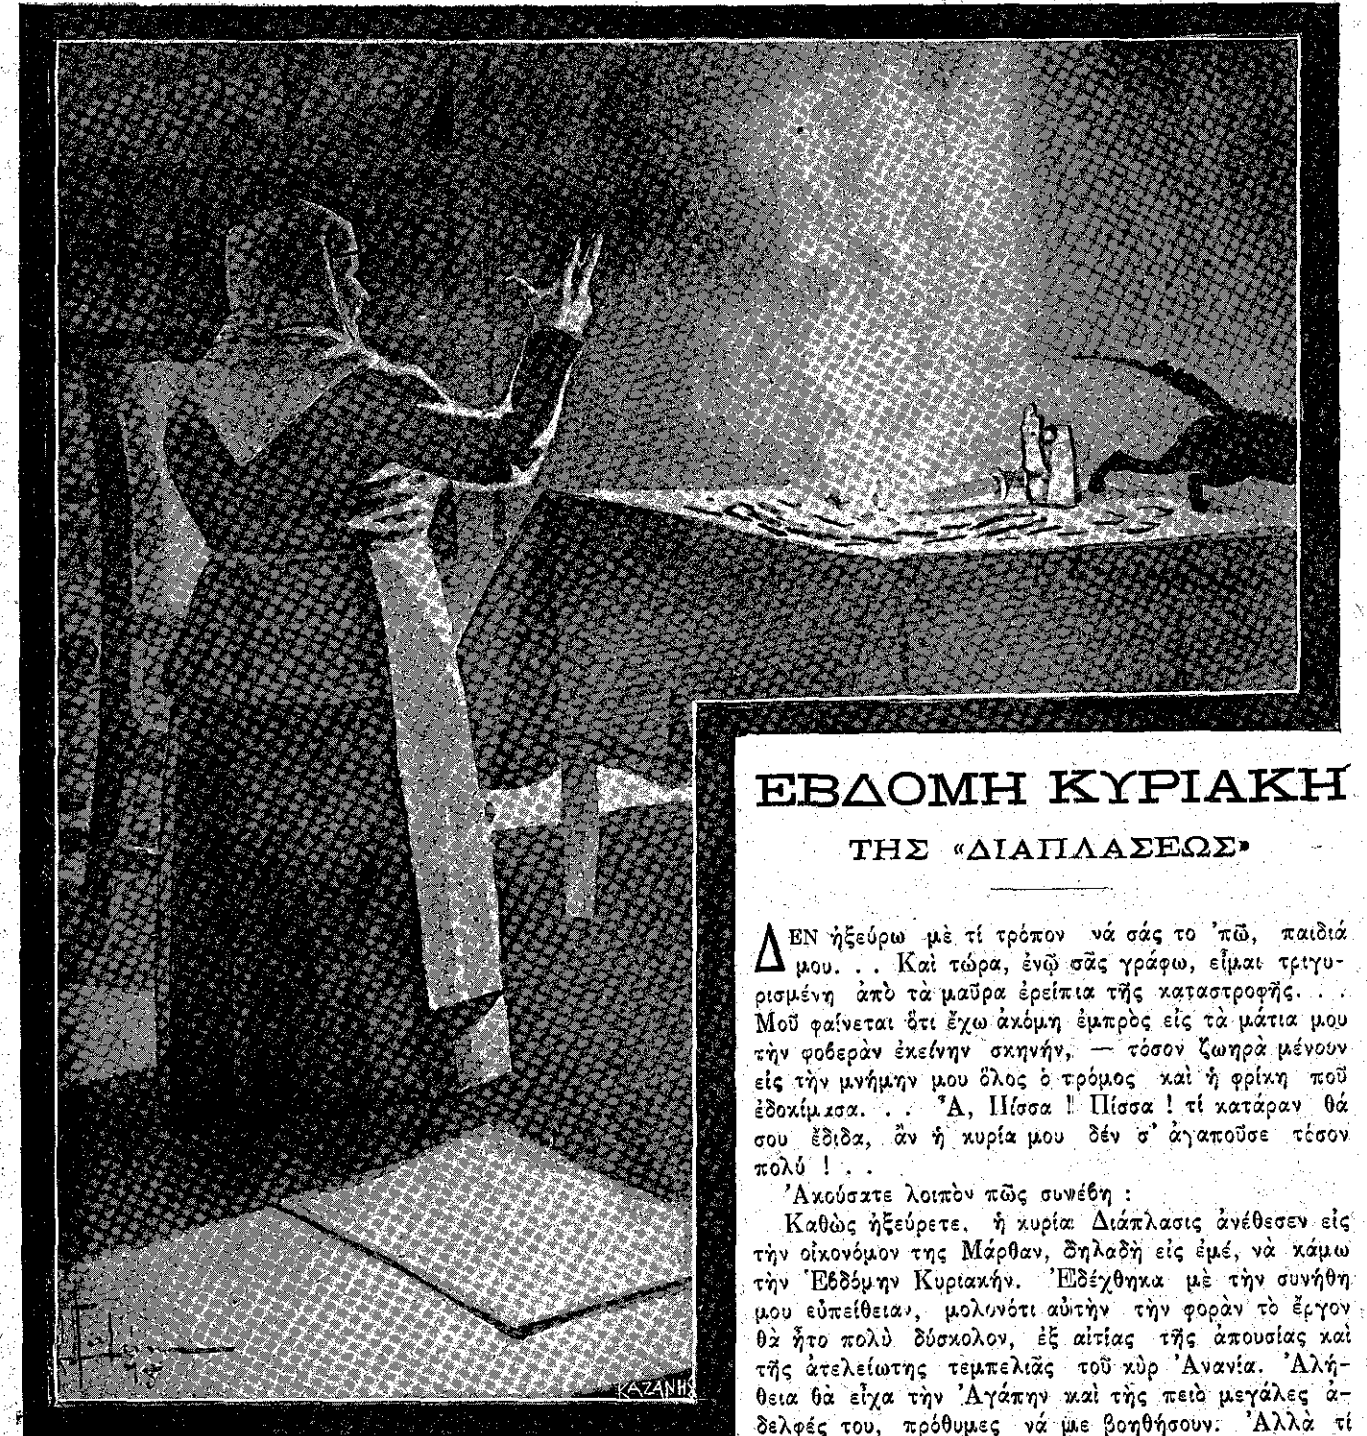 ΕΒΔΟΜΗ ΚΥΡΙΑΚΗ
ΤΗΣ «ΔΙΑΠΛΑΣΕΩΣ»
ΔΕΝ ἠξεύρω μὲ τί τρόπον νά σάς το ’πῶ, παιδιά
μου. . . Καὶ τώρα, ἐνῷ σᾶς γράφω, εἶμαι τριγυ-
ρισμένη ἀπὸ τὰ μαῦρα ἐρείπια τῆς καταστροφῆς. . .
Μοῦ φαίνεται ὅτι ἔχω ἀκόμη ἐμπρὸς εἰς τὰ μάτια μου
τὴν φοβερὰν ἐκείνην σκηνήν, — τόσον ζωηρὰ μένουν
εἰς τὴν μνήμην μου ὅλος ὁ τρόμος καὶ ἡ φρίκη ποῦ
ἐδοκίμασα. . . Ἄ, Πίσσα ! Πίσσα ! τί κατάραν θά
σου ἔδιδα, ἂν ἡ κυρία μου δέν σ’ ἀγαποῦσε τόσον
πολύ ! . .
Ἀκούσατε λοιπὸν πῶς συνέβη :
Καθὼς ἠξεύρετε, ἡ κυρία Διάπλασις ἀνέθεσεν εἰς
τὴν οἰκονόμον της Μάρθαν, δηλαδὴ εἰς ἐμέ, νὰ κάμω
τὴν Ἑβδόμην Κυριακήν. Ἐδέχθηκα μὲ τὴν συνήθη
μου εὐπείθειαν, μολονότι αὐτὴν τὴν φορὰν τὸ ἔργον
θὰ ἦτο πολὺ δύσκολον, ἐξ αἰτίας τῆς ἀπουσίας καὶ
τῆς ἀτελείωτης τεμπελιᾶς τοῦ κὺρ Ἀνανία. Ἀλή-
θεια θὰ εἶχα τὴν Ἀγάπην καὶ τῆς πειὸ μεγάλες ἀ-
δελφές του, πρόθυμες νά με βοηθήσουν. Ἀλλὰ τί
ΚΑΖΑΝΗΣ